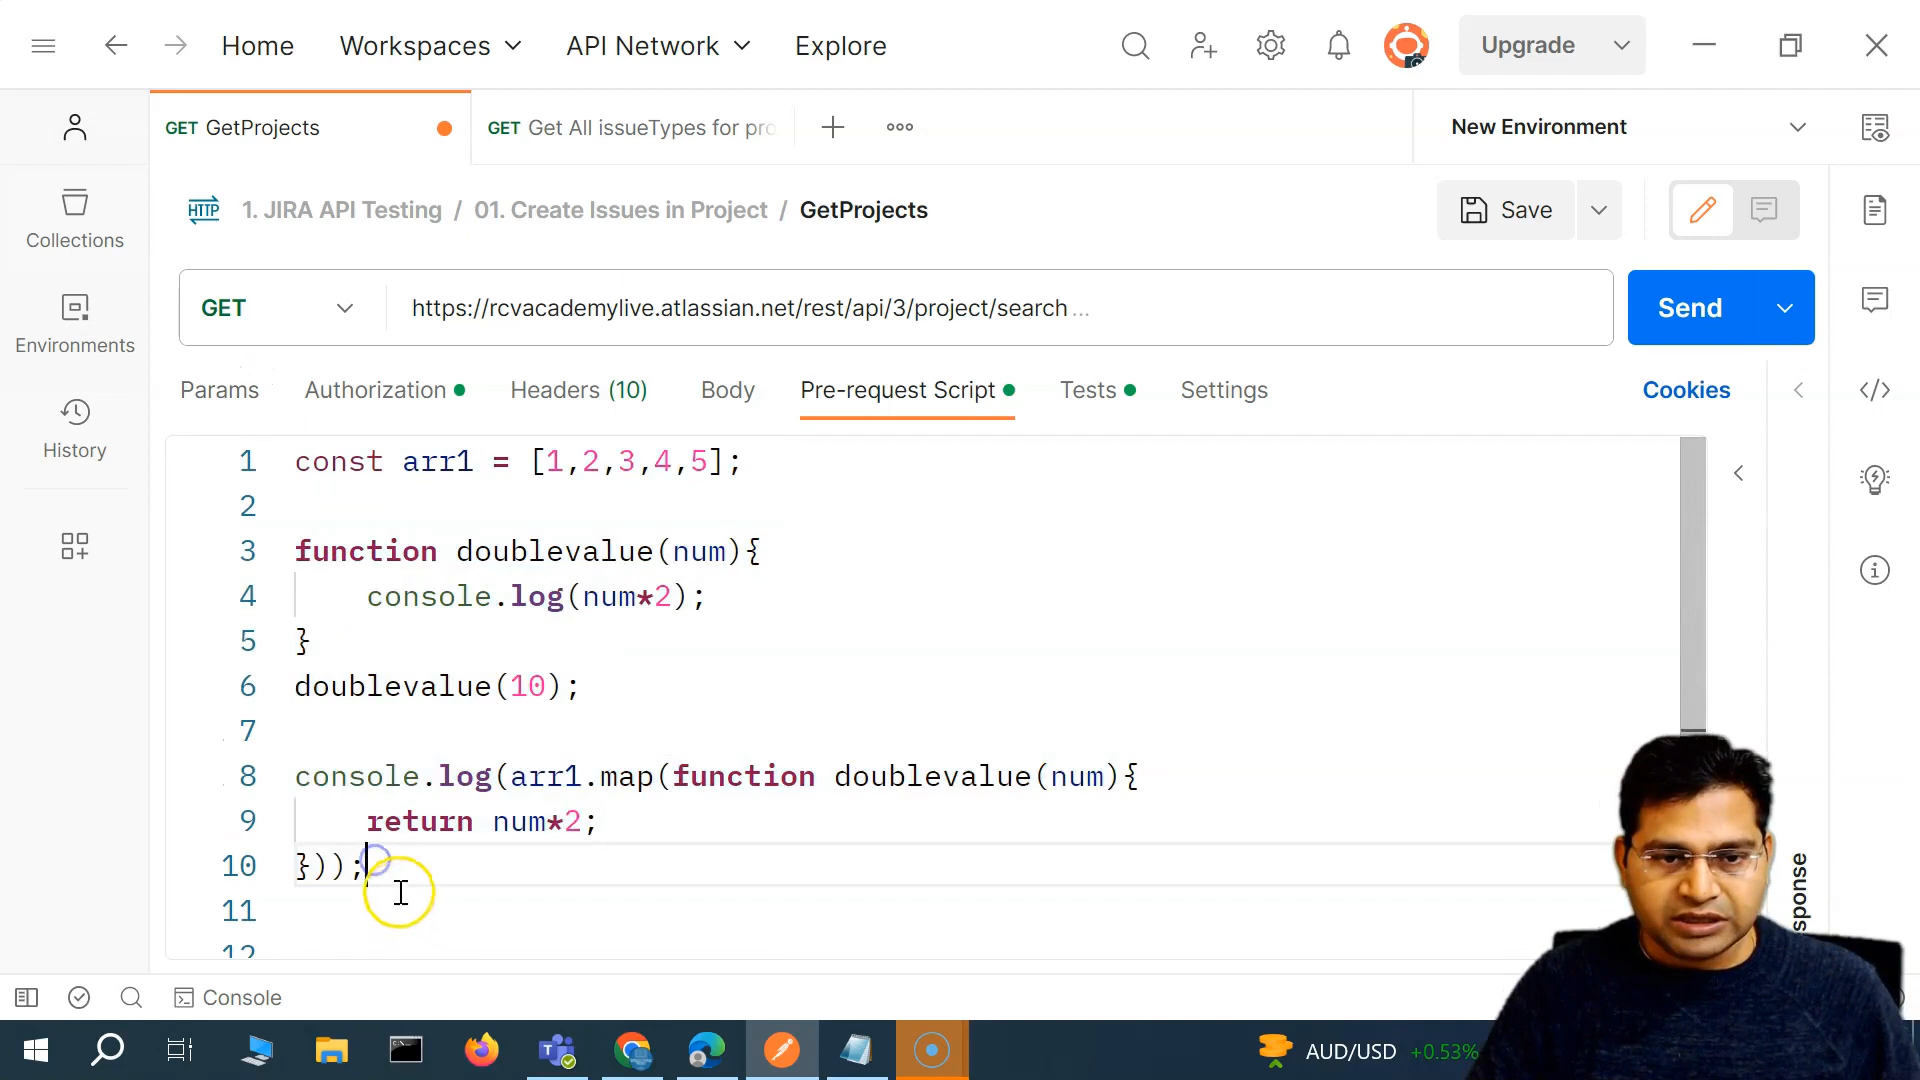 Home Workspaces API Network Explore Upgrade
GET GetProjects GET Get All issueTypes for pro New Environment
HTTP 1. JIRA API Testing / 01. Create Issues in Project / GetProjects Save
Collections
GET https://rcvacademylive.atlassian.net/rest/api/3/project/search ... Send
Environments
Params Authorization Headers (10) Body Pre-request Script Tests Settings Cookies
History
1 const arr1 = [1,2,3,4,5];
2
3 function doublevalue(num){
4 console.log(num*2);
5 }
6 doublevalue(10);
7
8 console.log(arr1.map(function doublevalue(num){
9 return num*2;
10 }));
11
12
sponse
Console
AUD/USD +0.53%